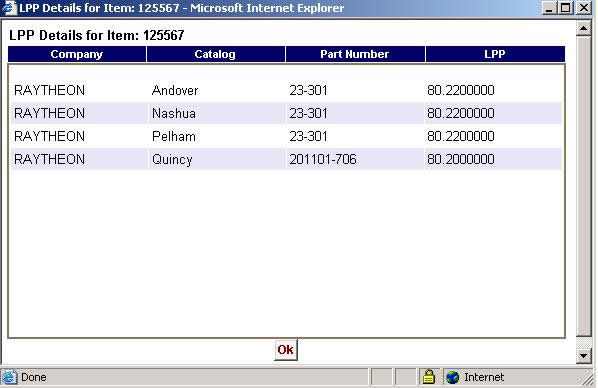 LPP Details for Item: 125567 - Microsoft Internet Explorer
LPP Details for Item: 125567
Company Catalog Part Number LPP
RAYTHEON Andover 23-301 80.2200000
RAYTHEON Nashua 23-301 80.2200000
RAYTHEON Pelham 23-301 80.2200000
RAYTHEON Quincy 201101-706 80.2000000
Ok
Done Internet